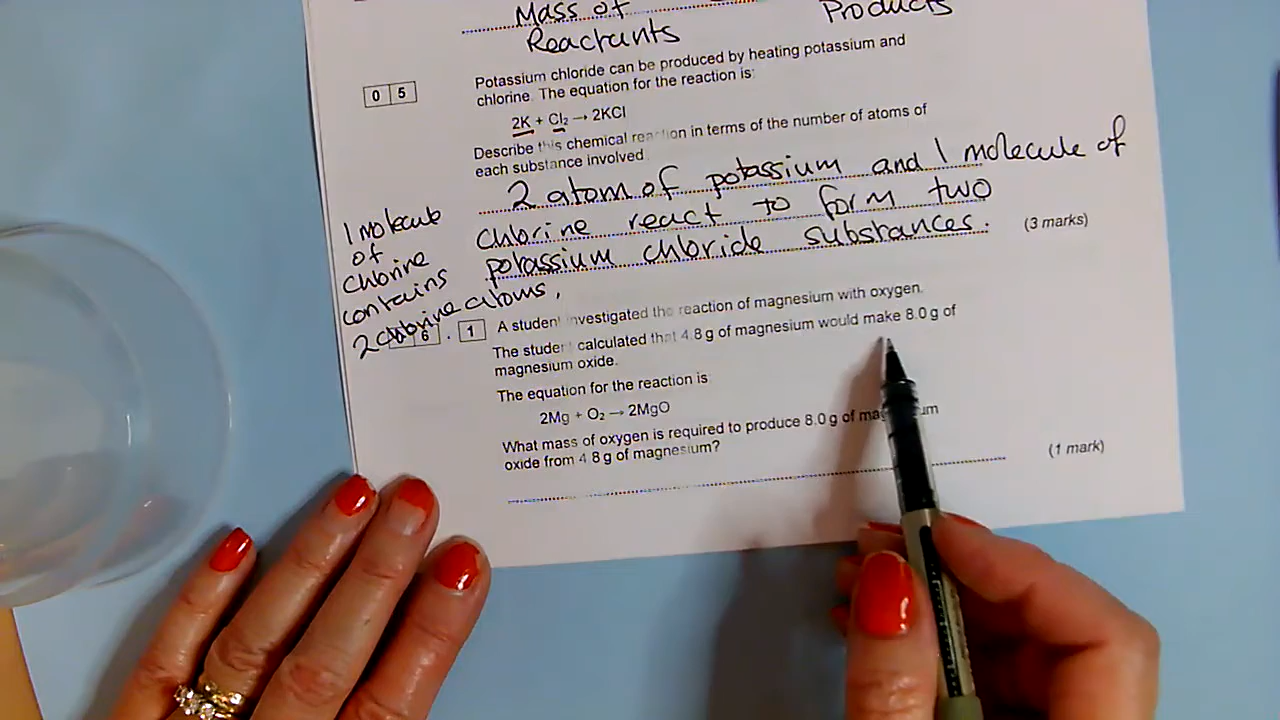 Mass of
Products
Reactants
0 5
Potassium chloride can be produced by heating potassium and
chlorine. The equation for the reaction is:
2K + Cl₂ → 2KCl
Describe this chemical reaction in terms of the number of atoms of
each substance involved
2 atom of potassium and 1 molecule of
chlorine react to form two
potassium chloride substances.
(3 marks)
1 molecule
of
chlorine
contains
2 chlorine atoms.
6 . 1
A student investigated the reaction of magnesium with oxygen.
The student calculated that 4.8 g of magnesium would make 8.0 g of
magnesium oxide.
The equation for the reaction is
2Mg + O₂ → 2MgO
What mass of oxygen is required to produce 8.0 g of magnesium
oxide from 4 8 g of magnesium?
(1 mark)